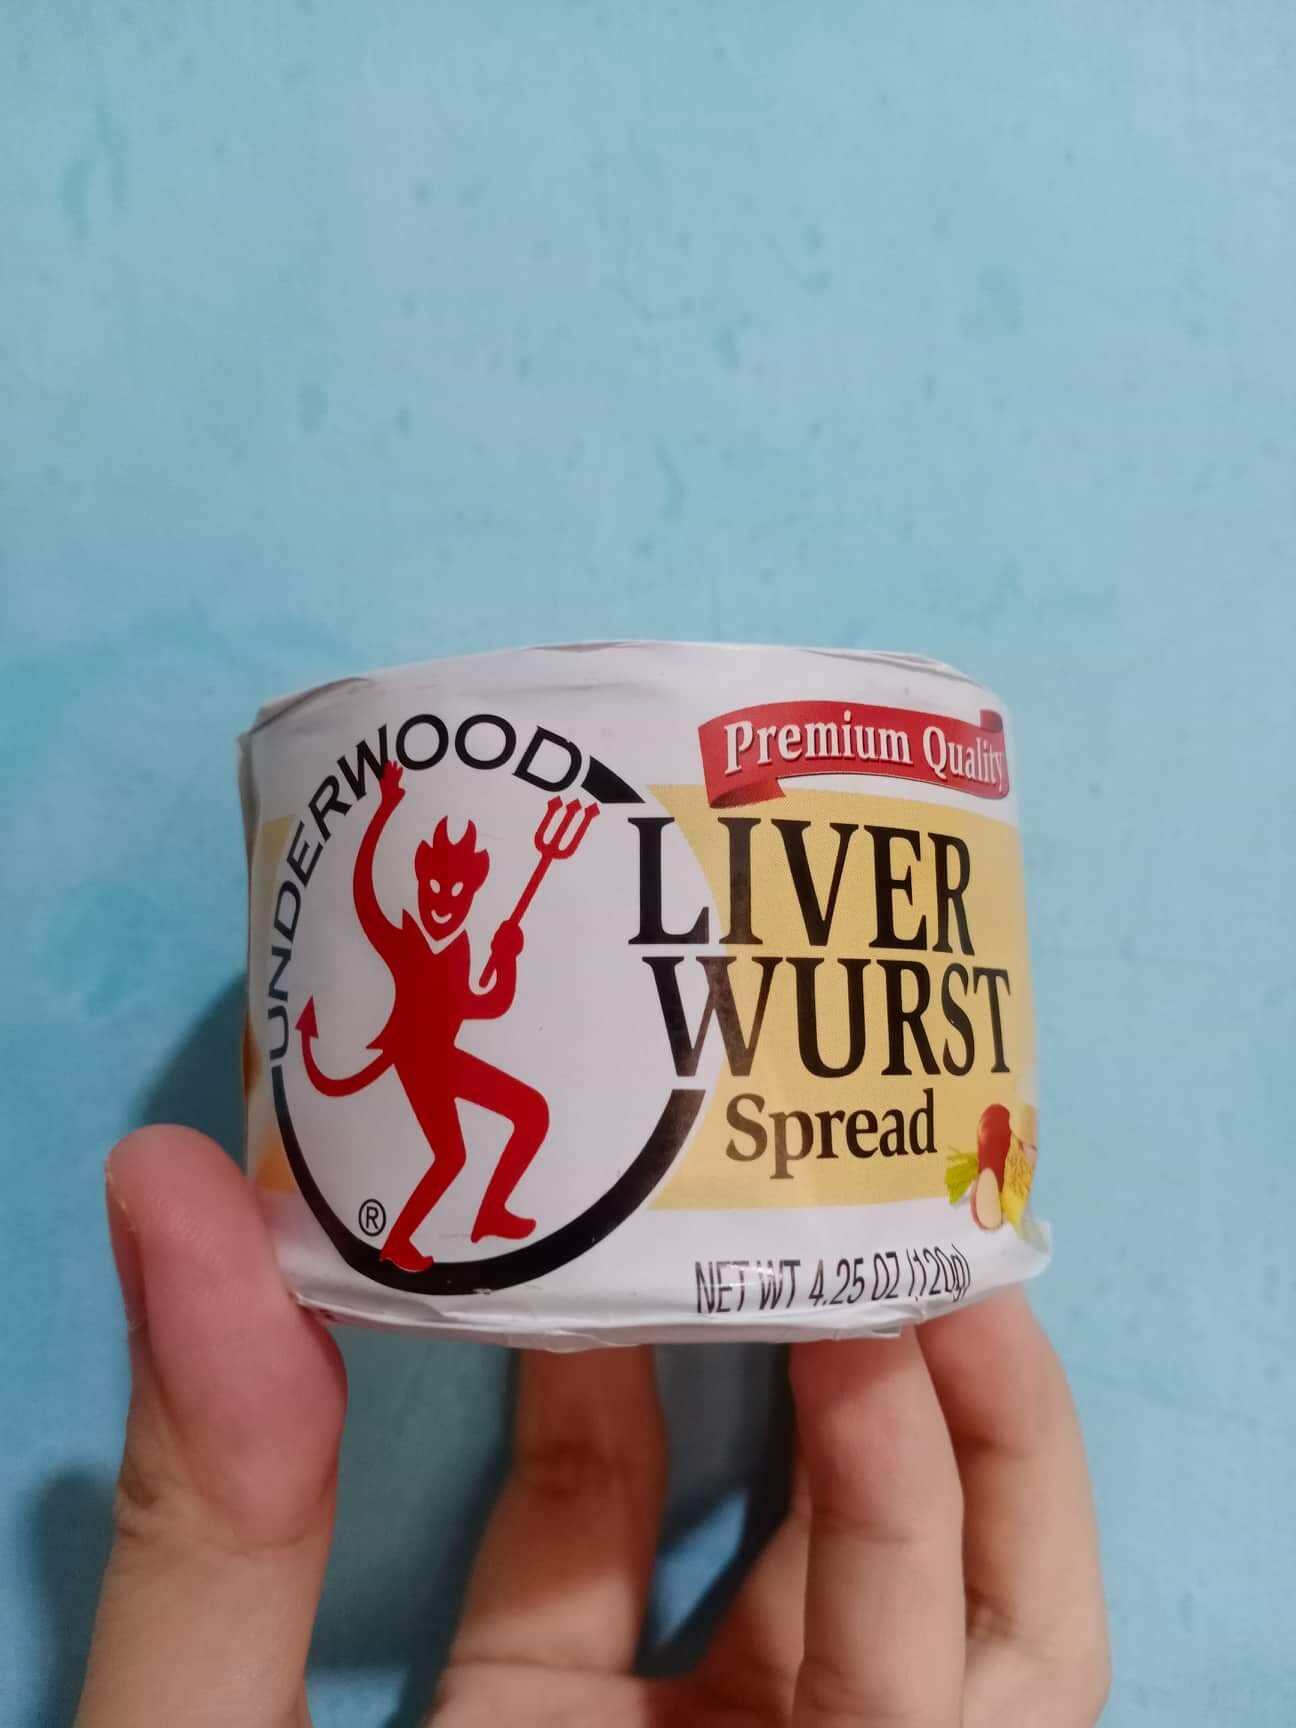 UNDERWOOD
®
Premium Quality
LIVER
WURST
Spread
NET WT 4.25 OZ (120g)